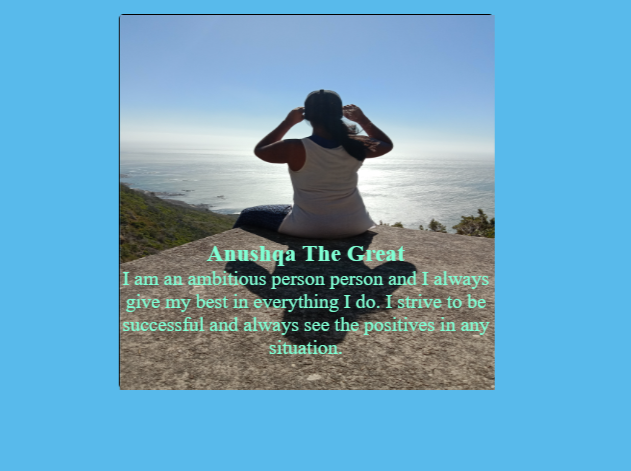 Anushqa The Great
I am an ambitious person person and I always
give my best in everything I do. I strive to be
successful and always see the positives in any
situation.